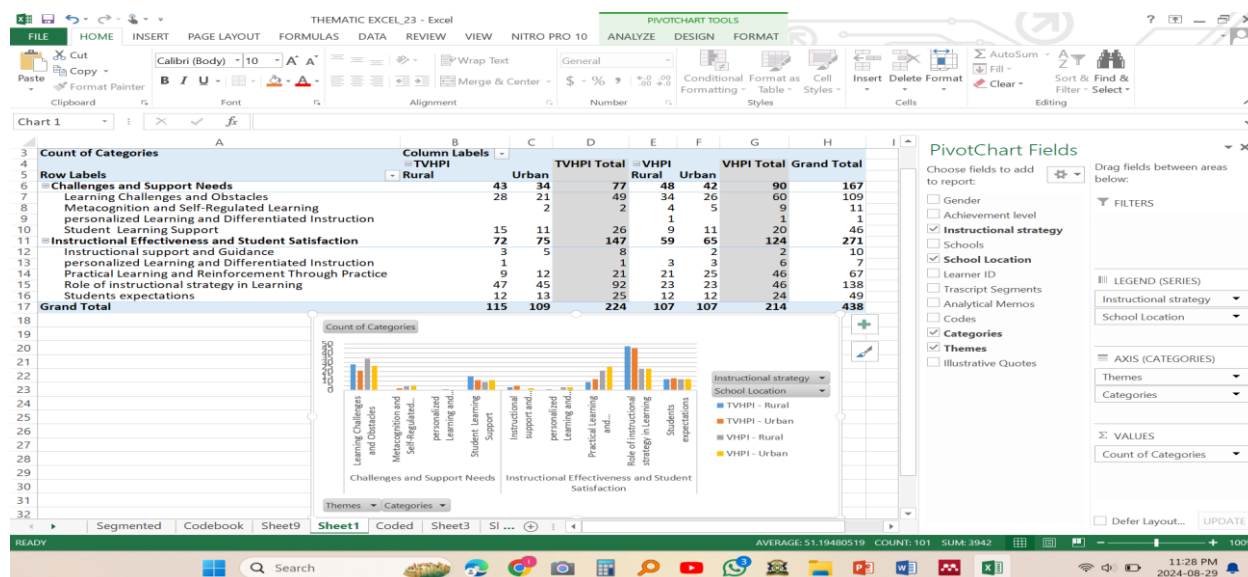 THEMATIC EXCEL_23 - Excel
PIVOTCHART TOOLS
FILE HOME INSERT PAGE LAYOUT FORMULAS DATA REVIEW VIEW NITRO PRO 10 ANALYZE DESIGN FORMAT
Paste
Cut
Copy
Format Painter
Clipboard
Calibri (Body) 10
B I U
Font
Wrap Text
Merge & Center
Alignment
General
$ - % ,
Number
Conditional Formatting
Format as Table
Cell Styles
Styles
Insert Delete Format
Cells
AutoSum
Fill
Clear
Sort & Filter
Find & Select
Editing
Chart 1
fx
A B C D E F G H I
3 Count of Categories Column Labels
4 TVHPI TVHPI Total VHPI VHPI Total Grand Total
5 Row Labels Rural Urban Rural Urban
6 Challenges and Support Needs 43 34 77 48 42 90 167
7 Learning Challenges and Obstacles 28 21 49 34 26 60 109
8 Metacognition and Self-Regulated Learning 2 2 4 5 9 11
9 personalized Learning and Differentiated Instruction 1 1 1
10 Student Learning Support 15 11 26 9 11 20 46
11 Instructional Effectiveness and Student Satisfaction 72 75 147 59 65 124 271
12 Instructional support and Guidance 3 5 8 2 2 10
13 personalized Learning and Differentiated Instruction 1 1 3 3 6 7
14 Practical Learning and Reinforcement Through Practice 9 12 21 21 25 46 67
15 Role of instructional strategy in Learning 47 45 92 23 23 46 138
16 Students expectations 12 13 25 12 12 24 49
17 Grand Total 115 109 224 107 107 214 438
18
19
20
21
22
23
24
25
26
27
28
29
30
31
32
Count of Categories
50
Learning Challenges and Obstacles
Metacognition and Self-Regulated...
personalized Learning and...
Student Learning Support
Instructional support and...
personalized Learning and...
Practical Learning and...
Role of instructional strategy in Learning
Students expectations
Challenges and Support Needs
Instructional Effectiveness and Student Satisfaction
Instructional strategy
School Location
TVHPI - Rural
TVHPI - Urban
VHPI - Rural
VHPI - Urban
Themes Categories
PivotChart Fields
Choose fields to add to report:
Gender
Achievement level
Instructional strategy
Schools
School Location
Learner ID
Trascript Segments
Analytical Memos
Codes
Categories
Themes
Illustrative Quotes
Drag fields between areas below:
FILTERS
LEGEND (SERIES)
Instructional strategy
School Location
AXIS (CATEGORIES)
Themes
Categories
Σ VALUES
Count of Categories
Defer Layout... UPDATE
Segmented Codebook Sheet9 Sheet1 Coded Sheet3 Sl ...
READY
AVERAGE: 51.19480519 COUNT: 101 SUM: 3942
100%
Search
11:28 PM
2024-08-29